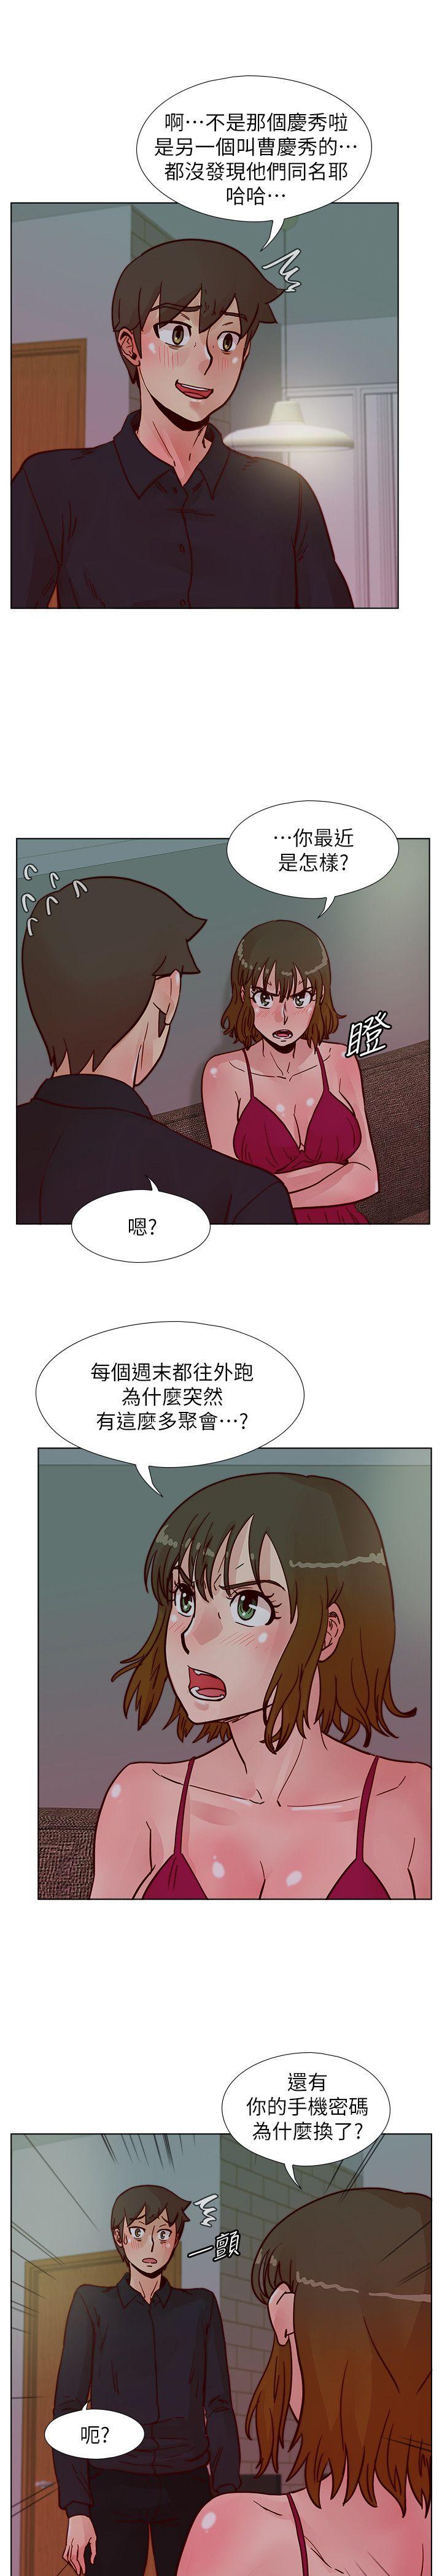 啊⋯不是那個慶秀啦
是另一個叫曹慶秀的⋯
都沒發現他們同名耶
哈哈⋯
⋯你最近
是怎樣?
瞪
嗯?
每個週末都往外跑
為什麼突然
有這麼多聚會⋯?
還有
你的手機密碼
為什麼換了?
一顫
呃?